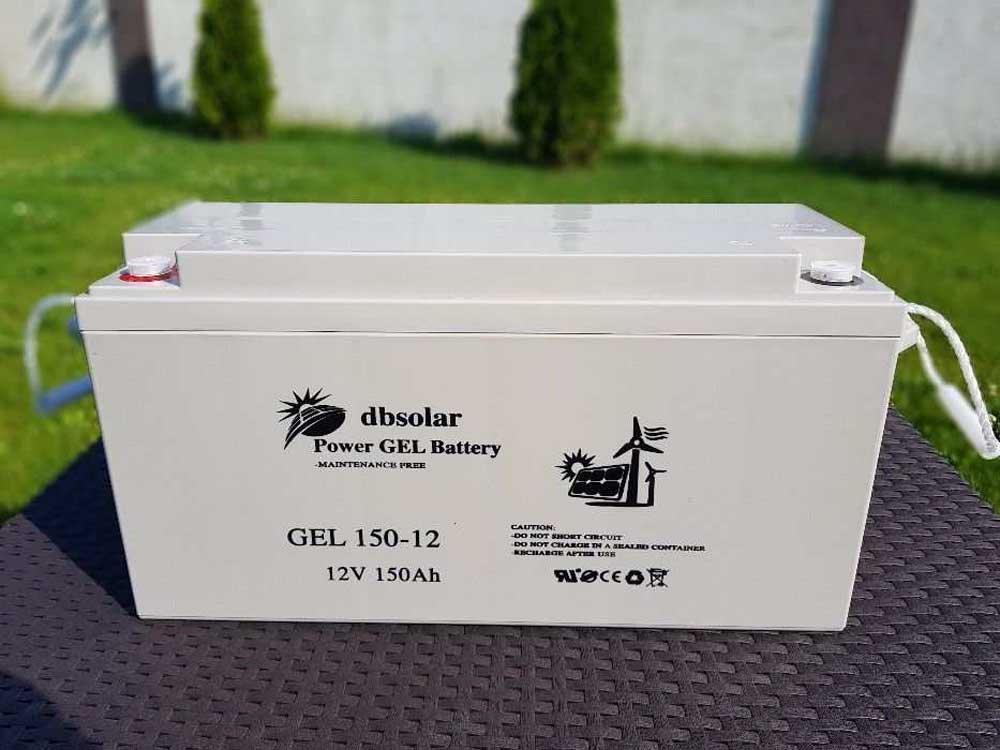 dbsolar
Power GEL Battery
-MAINTENANCE FREE
GEL 150-12
12V 150Ah
CAUTION:
-DO NOT SHORT CIRCUIT
-DO NOT CHARGE IN A SEALED CONTAINER
-RECHARGE AFTER USE
CE